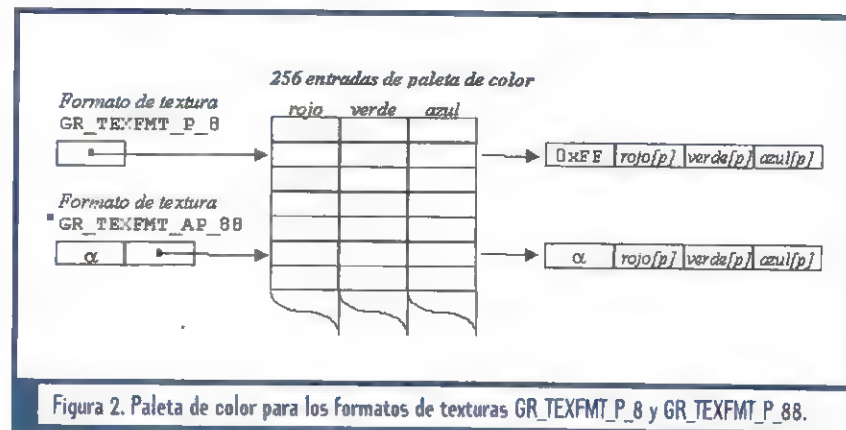 256 entradas de paleta de color
Formato de textura
GR_TEXFMT_P_8
rojo verde azul
0xFF rojo[p] verde[p] azul[p]
Formato de textura
GR_TEXFMT_AP_88
α
α rojo[p] verde[p] azul[p]
Figura 2. Paleta de color para los Formatos de texturas GR_TEXFMT_P_8 y GR_TEXFMT_P_88.